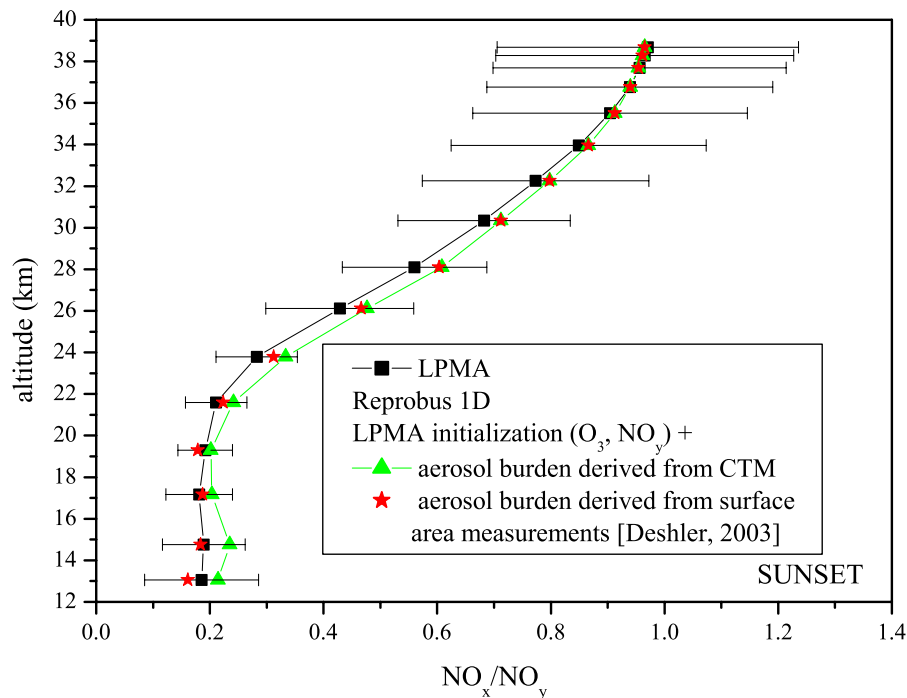 40
38
36
34
32
30
28
26
24
22
20
18
16
14
12
altitude (km)
LPMA
Reprobus 1D
LPMA initialization (O₃, NOᵧ) +
aerosol burden derived from CTM
aerosol burden derived from surface
area measurements [Deshler, 2003]
SUNSET
0.0 0.2 0.4 0.6 0.8 1.0 1.2 1.4
NOₓ/NOᵧ